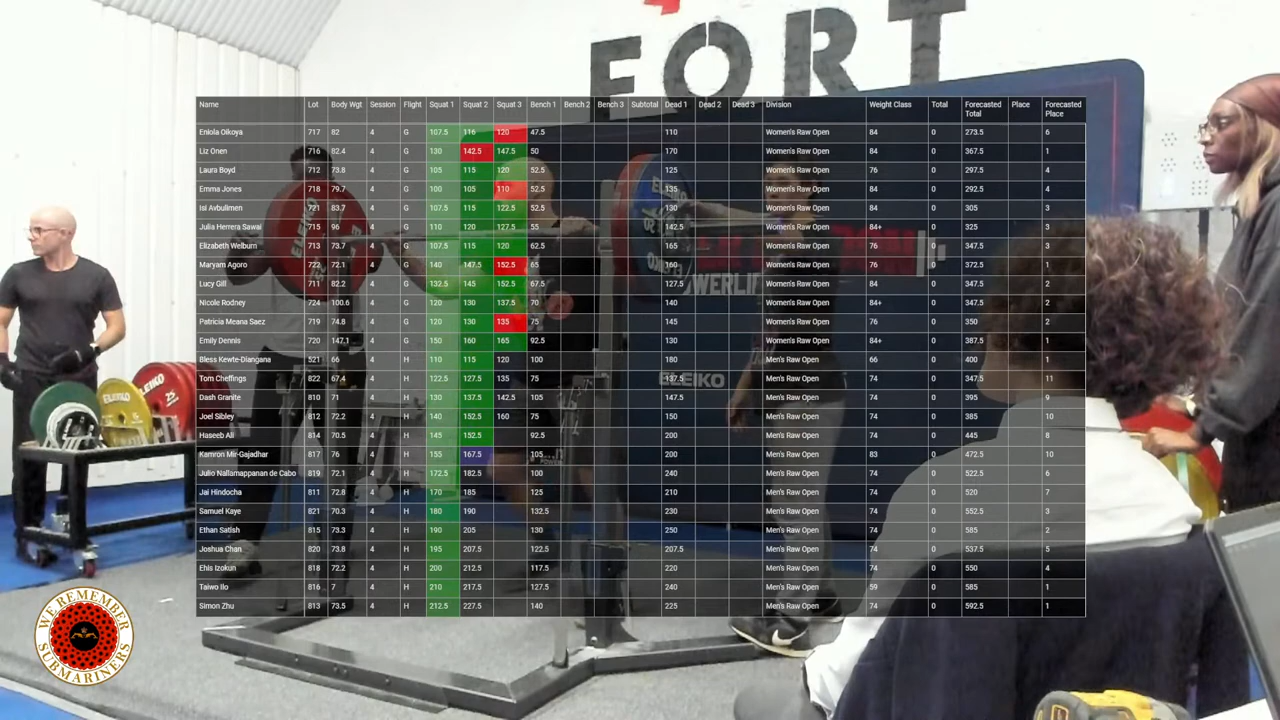 FORT
Name Lot Body Wgt Session Flight Squat 1 Squat 2 Squat 3 Bench 1 Bench 2 Bench 3 Subtotal Dead 1 Dead 2 Dead 3 Division Weight Class Total Forecasted Total Place Forecasted Place
Eniola Oikoya 717 82 4 G 107.5 116 120 47.5 110 Women's Raw Open 84 0 273.5 6
Liz Onen 716 82.4 4 G 130 142.5 147.5 50 170 Women's Raw Open 84 0 367.5 1
Laura Boyd 712 73.8 4 G 105 115 120 52.5 125 Women's Raw Open 76 0 297.5 4
Emma Jones 718 79.7 4 G 100 105 110 52.5 135 Women's Raw Open 84 0 292.5 4
Isi Avbulimen 721 83.7 4 G 107.5 115 122.5 52.5 130 Women's Raw Open 84 0 305 3
Julia Herrera Sawai 715 96 4 G 110 120 127.5 55 142.5 Women's Raw Open 84+ 0 325 3
Elizabeth Welburn 713 73.7 4 G 107.5 115 120 62.5 165 Women's Raw Open 76 0 347.5 3
Maryam Agoro 722 72.1 4 G 140 147.5 152.5 65 160 Women's Raw Open 76 0 372.5 1
Lucy Gill 711 82.2 4 G 132.5 145 152.5 67.5 127.5 Women's Raw Open 84 0 347.5 2
Nicole Rodney 724 100.6 4 G 120 130 137.5 70 140 Women's Raw Open 84+ 0 347.5 2
Patricia Meana Saez 719 74.8 4 G 120 130 135 75 145 Women's Raw Open 76 0 350 2
Emily Dennis 720 147.1 4 G 150 160 165 92.5 130 Women's Raw Open 84+ 0 387.5 1
Bless Kewte-Diangana 521 66 4 H 110 115 120 100 180 Men's Raw Open 66 0 400 1
Tom Cheffings 822 67.4 4 H 122.5 127.5 135 75 137.5 Men's Raw Open 74 0 347.5 11
Dash Granite 810 71 4 H 130 137.5 142.5 105 147.5 Men's Raw Open 74 0 395 9
Joel Sibley 812 72.2 4 H 140 152.5 160 75 150 Men's Raw Open 74 0 385 10
Haseeb Ali 814 70.5 4 H 145 152.5 92.5 200 Men's Raw Open 74 0 445 8
Kamron Mir-Gajadhar 817 76 4 H 155 167.5 105 200 Men's Raw Open 83 0 472.5 10
Julio Nallamappanan de Cabo 819 72.1 4 H 172.5 182.5 100 240 Men's Raw Open 74 0 522.5 6
Jai Hindocha 811 72.8 4 H 170 185 125 210 Men's Raw Open 74 0 520 7
Samuel Kaye 821 70.3 4 H 180 190 132.5 230 Men's Raw Open 74 0 552.5 3
Ethan Satish 815 73.3 4 H 190 205 130 250 Men's Raw Open 74 0 585 2
Joshua Chan 820 73.8 4 H 195 207.5 122.5 207.5 Men's Raw Open 74 0 537.5 5
Ehis Izokun 818 72.2 4 H 200 212.5 117.5 220 Men's Raw Open 74 0 550 4
Taiwo Ilo 816 7 4 H 210 217.5 127.5 240 Men's Raw Open 59 0 585 1
Simon Zhu 813 73.5 4 H 212.5 227.5 140 225 Men's Raw Open 74 0 592.5 1
ELEIKO
ELEIKO
25
ELEIKO
WE REMEMBER
SUBMARINERS